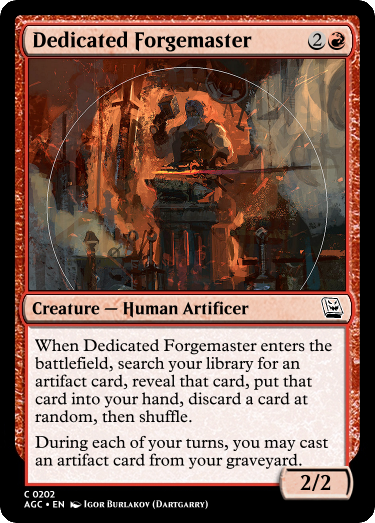 Dedicated Forgemaster 2
Creature — Human Artificer
When Dedicated Forgemaster enters the
battlefield, search your library for an
artifact card, reveal that card, put that
card into your hand, discard a card at
random, then shuffle.
During each of your turns, you may cast
an artifact card from your graveyard.
2/2
C 0202
AGC • EN Igor Burlakov (Dartgarry)